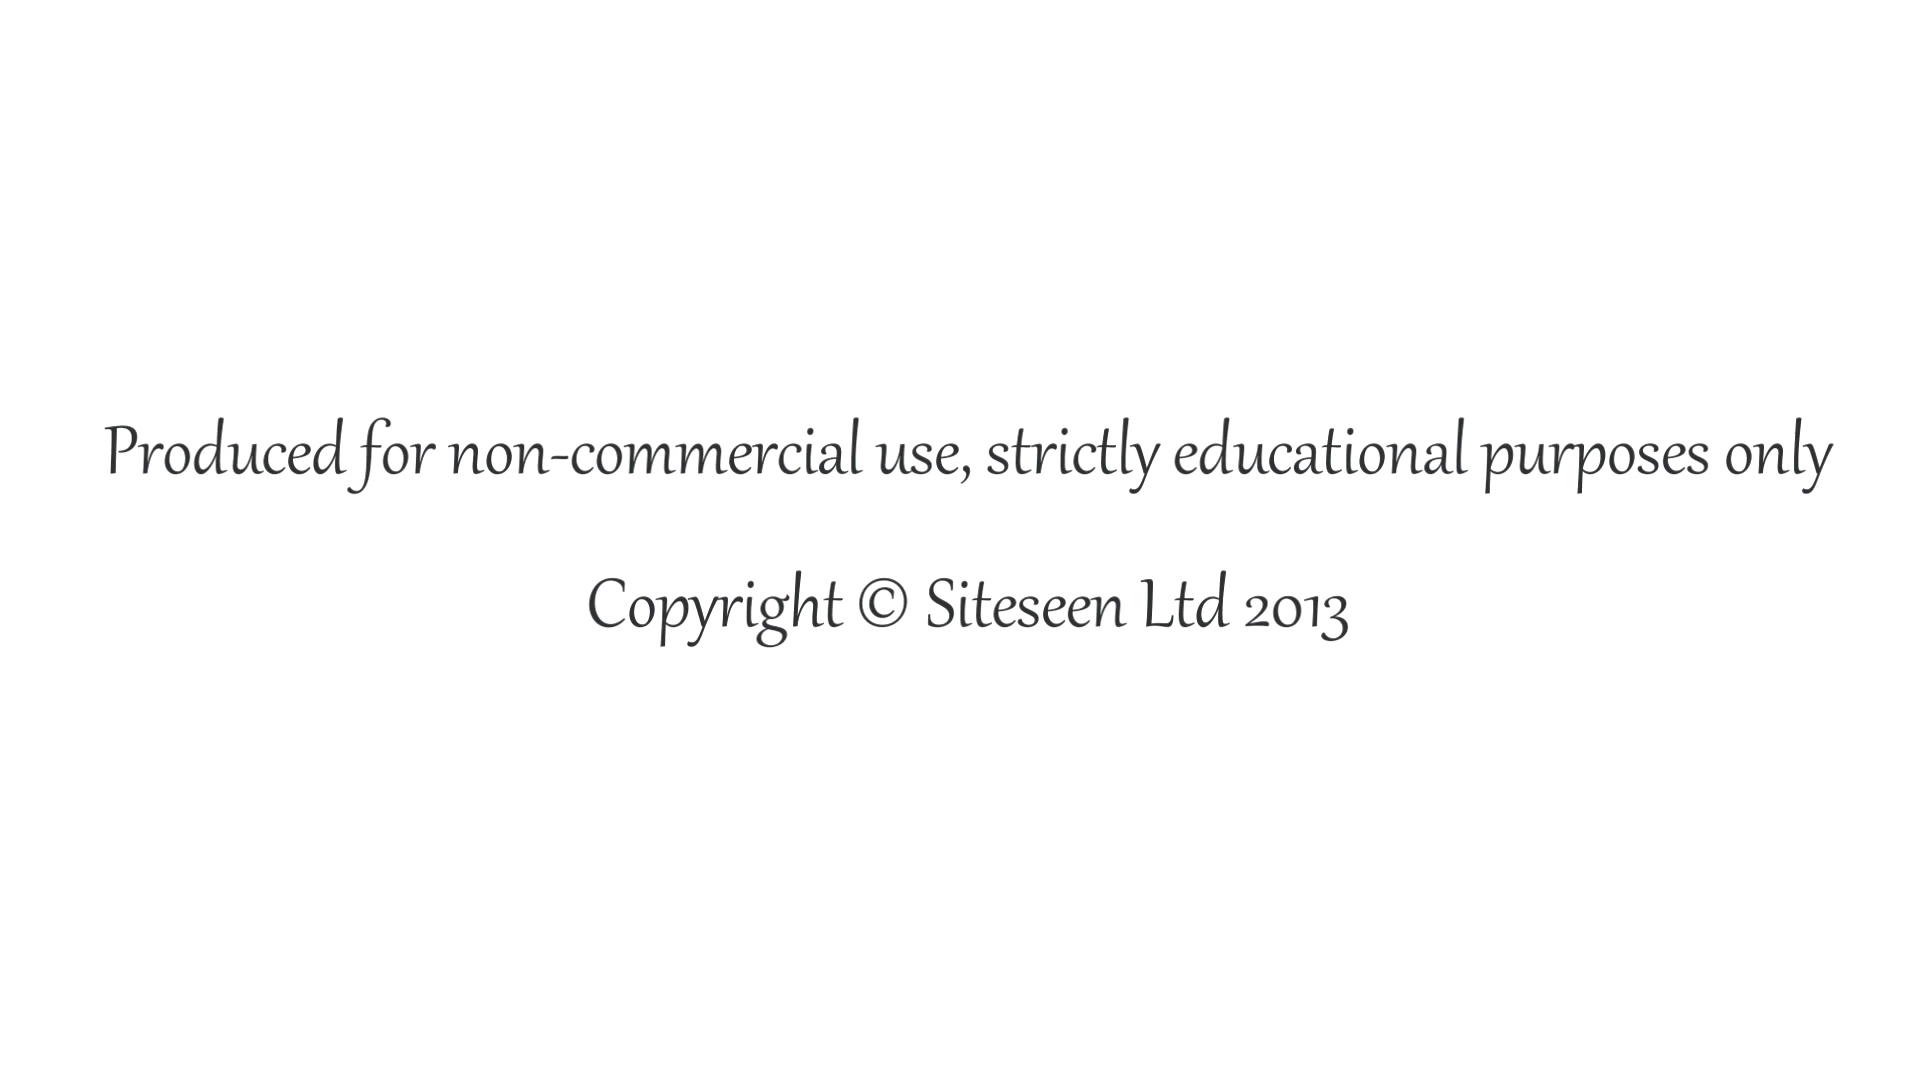 Produced for non-commercial use, strictly educational purposes only
Copyright © Siteseen Ltd 2013